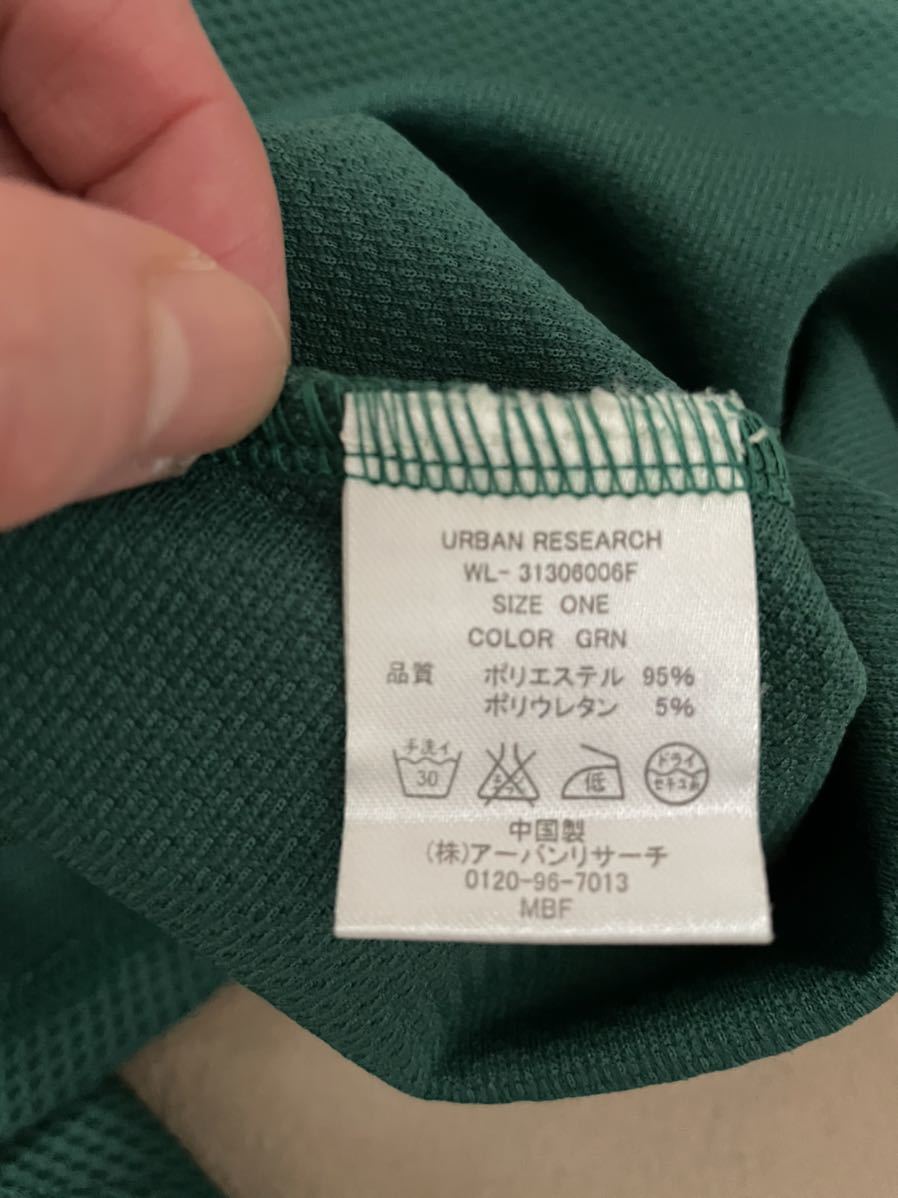 URBAN RESEARCH
WL- 31306006F
SIZE ONE
COLOR GRN
品質 ポリエステル 95%
ポリウレタン 5%
手洗イ ドライ
30 低 セキユ系
中国製
(株)アーバンリサーチ
0120-96-7013
MBF